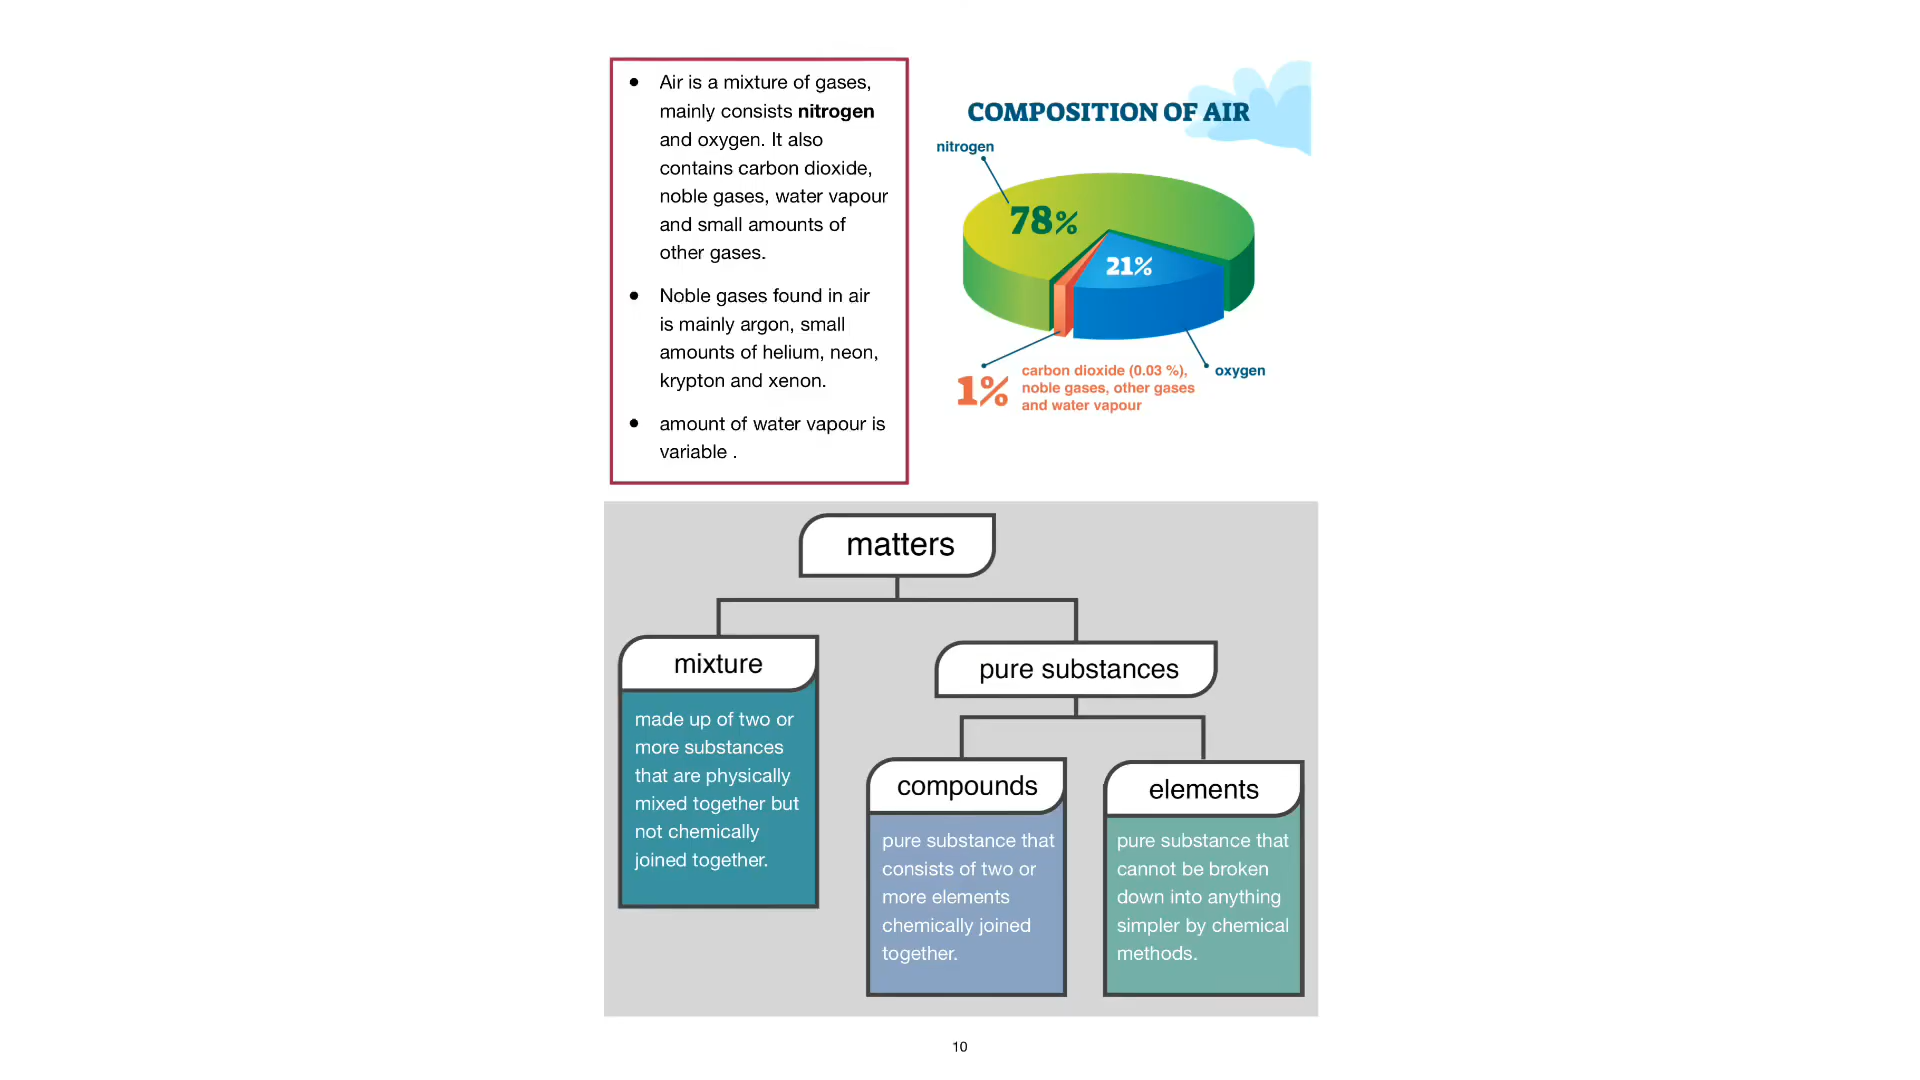 • Air is a mixture of gases,
mainly consists nitrogen
and oxygen. It also
contains carbon dioxide,
noble gases, water vapour
and small amounts of
other gases.
• Noble gases found in air
is mainly argon, small
amounts of helium, neon,
krypton and xenon.
• amount of water vapour is
variable .
COMPOSITION OF AIR
nitrogen
78%
21%
1%
carbon dioxide (0.03 %),
noble gases, other gases
and water vapour
oxygen
matters
mixture
made up of two or
more substances
that are physically
mixed together but
not chemically
joined together.
pure substances
compounds
pure substance that
consists of two or
more elements
chemically joined
together.
elements
pure substance that
cannot be broken
down into anything
simpler by chemical
methods.
10